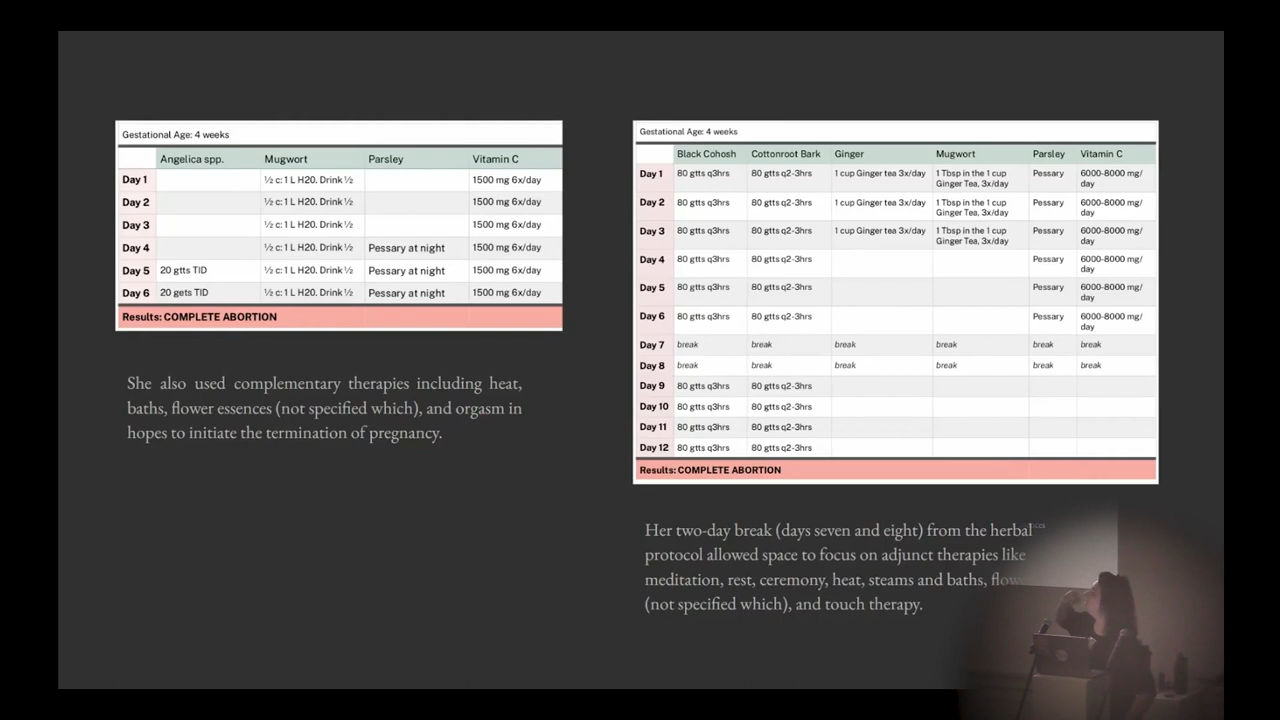 Gestational Age: 4 weeks
Angelica spp. Mugwort Parsley Vitamin C
Day 1 ½ c: 1 L H20. Drink ½ 1500 mg 6x/day
Day 2 ½ c: 1 L H20. Drink ½ 1500 mg 6x/day
Day 3 ½ c: 1 L H20. Drink ½ 1500 mg 6x/day
Day 4 ½ c: 1 L H20. Drink ½ Pessary at night 1500 mg 6x/day
Day 5 20 gtts TID ½ c: 1 L H20. Drink ½ Pessary at night 1500 mg 6x/day
Day 6 20 gets TID ½ c: 1 L H20. Drink ½ Pessary at night 1500 mg 6x/day
Results: COMPLETE ABORTION
She also used complementary therapies including heat,
baths, flower essences (not specified which), and orgasm in
hopes to initiate the termination of pregnancy.
Gestational Age: 4 weeks
Black Cohosh Cottonroot Bark Ginger Mugwort Parsley Vitamin C
Day 1 80 gtts q3hrs 80 gtts q2-3hrs 1 cup Ginger tea 3x/day 1 Tbsp in the 1 cup Pessary 6000-8000 mg/
Ginger Tea, 3x/day day
Day 2 80 gtts q3hrs 80 gtts q2-3hrs 1 cup Ginger tea 3x/day 1 Tbsp in the 1 cup Pessary 6000-8000 mg/
Ginger Tea, 3x/day day
Day 3 80 gtts q3hrs 80 gtts q2-3hrs 1 cup Ginger tea 3x/day 1 Tbsp in the 1 cup Pessary 6000-8000 mg/
Ginger Tea, 3x/day day
Day 4 80 gtts q3hrs 80 gtts q2-3hrs Pessary 6000-8000 mg/
day
Day 5 80 gtts q3hrs 80 gtts q2-3hrs Pessary 6000-8000 mg/
day
Day 6 80 gtts q3hrs 80 gtts q2-3hrs Pessary 6000-8000 mg/
day
Day 7 break break break break break break
Day 8 break break break break break break
Day 9 80 gtts q3hrs 80 gtts q2-3hrs
Day 10 80 gtts q3hrs 80 gtts q2-3hrs
Day 11 80 gtts q3hrs 80 gtts q2-3hrs
Day 12 80 gtts q3hrs 80 gtts q2-3hrs
Results: COMPLETE ABORTION
Her two-day break (days seven and eight) from the herbal
protocol allowed space to focus on adjunct therapies like
meditation, rest, ceremony, heat, steams and baths,
(not specified which), and touch therapy.